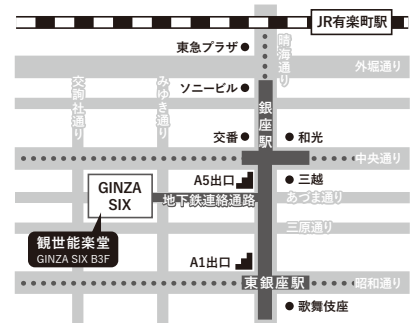 JR有楽町駅
東急プラザ
晴海通り
外堀通り
ソニービル
交詢社通り
みゆき通り
銀座駅
交番
和光
中央通り
A5出口
三越
GINZA
SIX
地下鉄連絡通路
あづま通り
三原通り
観世能楽堂
GINZA SIX B3F
A1出口
東銀座駅
昭和通り
歌舞伎座